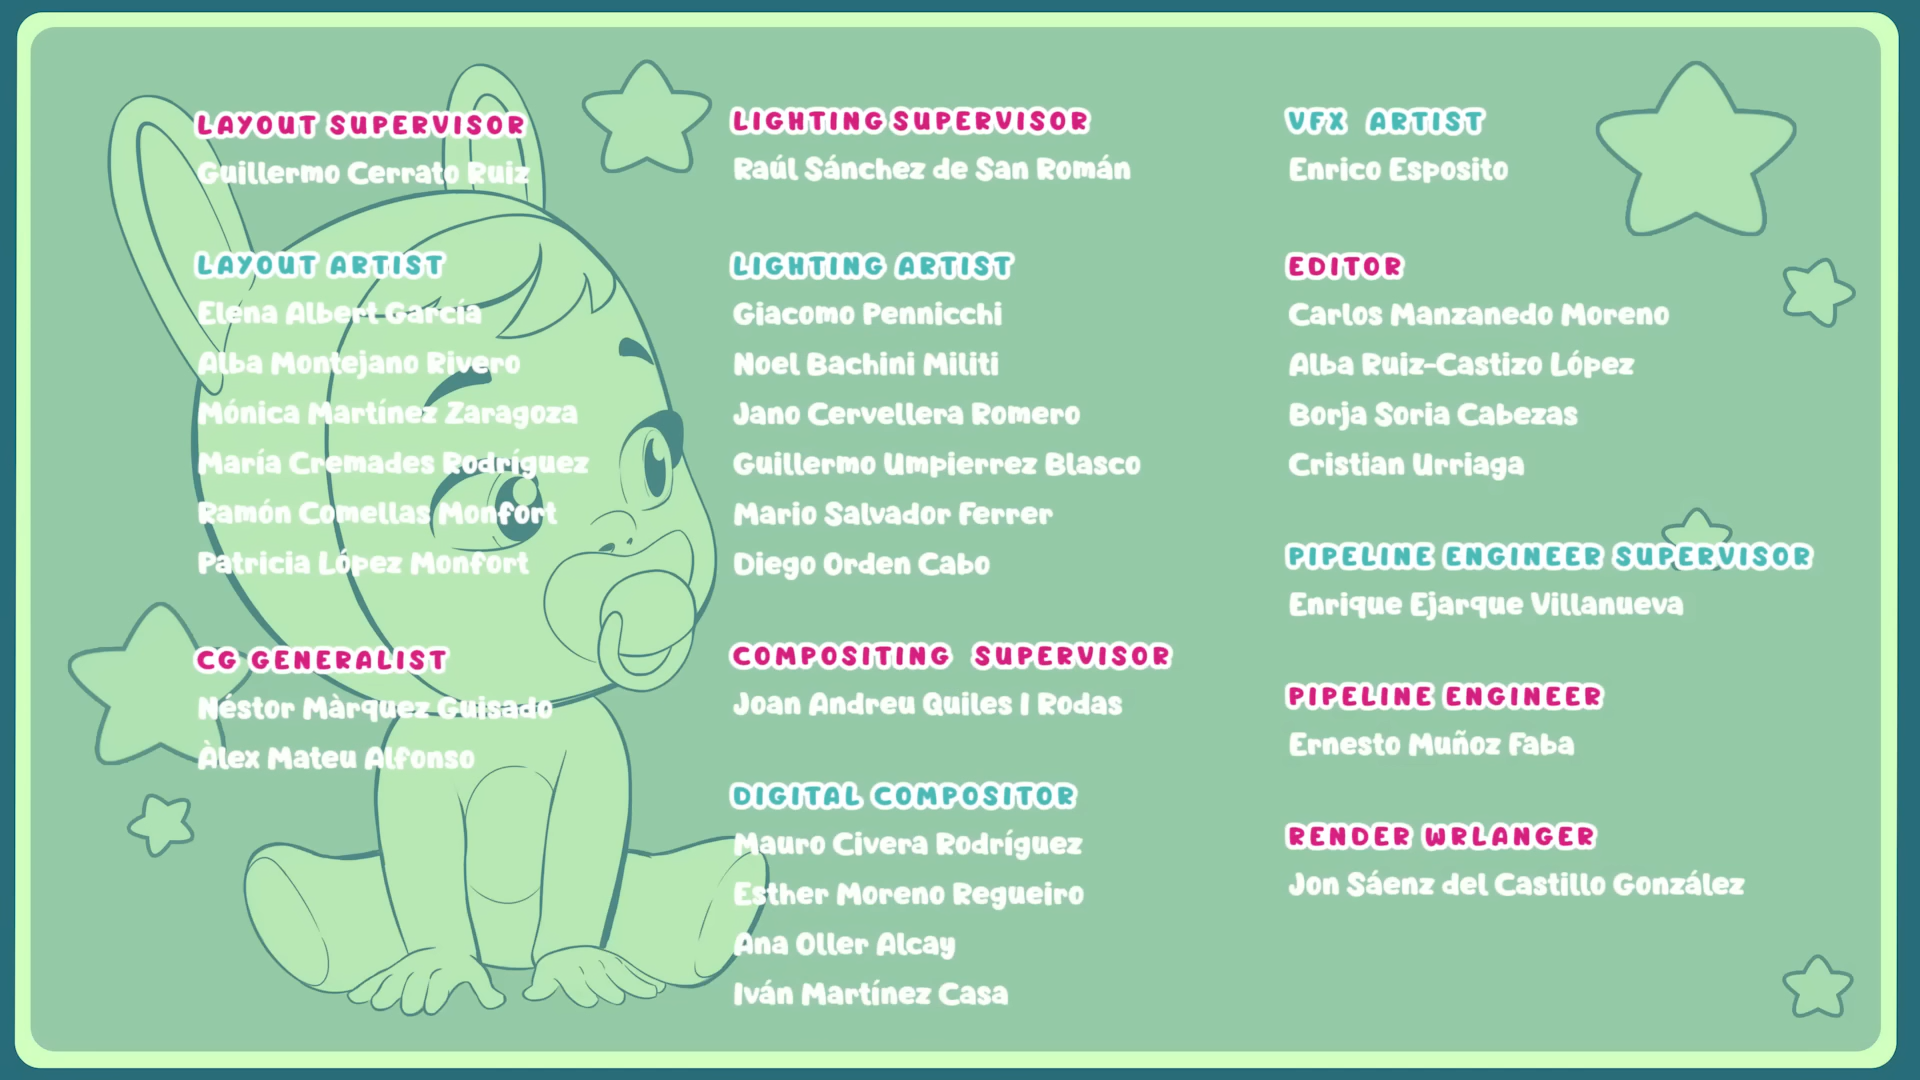 LAYOUT SUPERVISOR
Guillermo Cerrato Ruiz
LAYOUT ARTIST
Elena Albert García
Alba Montejano Rivero
Mónica Martínez Zaragoza
María Cremades Rodríguez
Ramón Comellas Monfort
Patricia López Monfort
CG GENERALIST
Néstor Màrquez Guisado
Àlex Mateu Alfonso
LIGHTING SUPERVISOR
Raúl Sánchez de San Román
LIGHTING ARTIST
Giacomo Pennicchi
Noel Bachini Militi
Jano Cervellera Romero
Guillermo Umpierrez Blasco
Mario Salvador Ferrer
Diego Orden Cabo
COMPOSITING SUPERVISOR
Joan Andreu Quiles I Rodas
DIGITAL COMPOSITOR
Mauro Civera Rodríguez
Esther Moreno Regueiro
Ana Oller Alcay
Iván Martínez Casa
VFX ARTIST
Enrico Esposito
EDITOR
Carlos Manzanedo Moreno
Alba Ruiz-Castizo López
Borja Soria Cabezas
Cristian Urriaga
PIPELINE ENGINEER SUPERVISOR
Enrique Ejarque Villanueva
PIPELINE ENGINEER
Ernesto Muñoz Faba
RENDER WRLANGER
Jon Sáenz del Castillo González